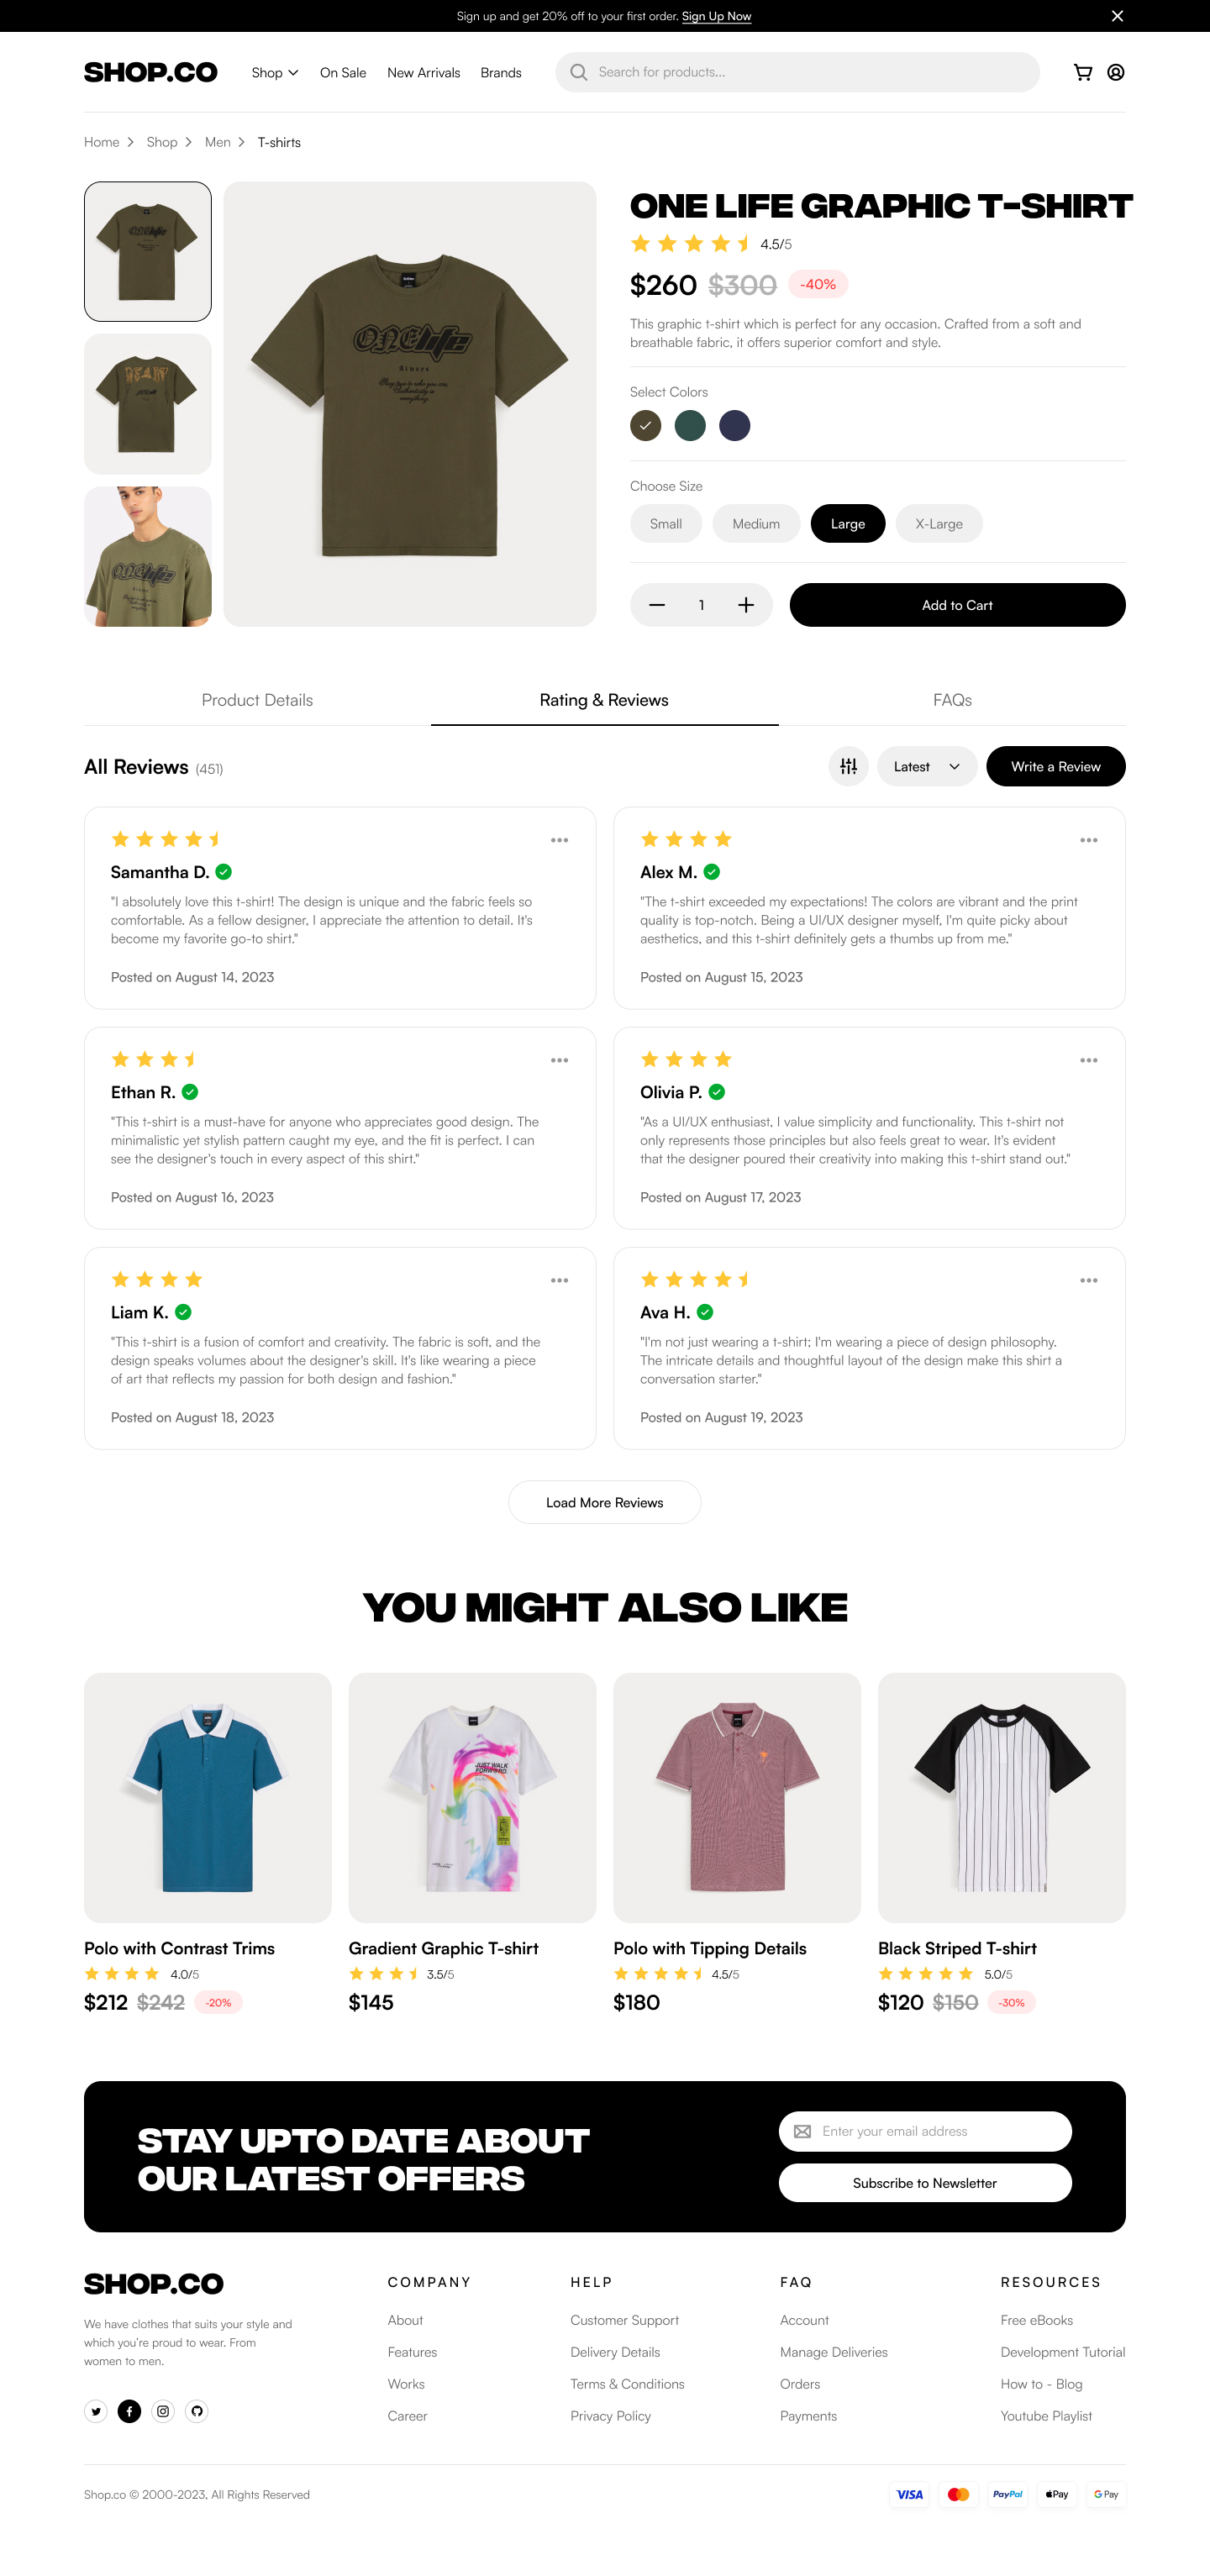 Sign up and get 20% off to your first order. Sign Up Now
SHOP.CO
Shop
On Sale
New Arrivals
Brands
Search for products...
Home
Shop
Men
T-shirts
ONE LIFE GRAPHIC T-SHIRT
4.5/5
$260
$300
-40%
This graphic t-shirt which is perfect for any occasion. Crafted from a soft and
breathable fabric, it offers superior comfort and style.
ONE life
Always
Select Colors
Choose Size
Small
Medium
Large
X-Large
1
Add to Cart
Product Details
Rating & Reviews
FAQs
All Reviews (451)
Latest
Write a Review
Samantha D.
"I absolutely love this t-shirt! The design is unique and the fabric feels so
comfortable. As a fellow designer, I appreciate the attention to detail. It's
become my favorite go-to shirt."
Posted on August 14, 2023
Alex M.
"The t-shirt exceeded my expectations! The colors are vibrant and the print
quality is top-notch. Being a UI/UX designer myself, I'm quite picky about
aesthetics, and this t-shirt definitely gets a thumbs up from me."
Posted on August 15, 2023
Ethan R.
"This t-shirt is a must-have for anyone who appreciates good design. The
minimalistic yet stylish pattern caught my eye, and the fit is perfect. I can
see the designer's touch in every aspect of this shirt."
Posted on August 16, 2023
Olivia P.
"As a UI/UX enthusiast, I value simplicity and functionality. This t-shirt not
only represents those principles but also feels great to wear. It's evident
that the designer poured their creativity into making this t-shirt stand out."
Posted on August 17, 2023
Liam K.
"This t-shirt is a fusion of comfort and creativity. The fabric is soft, and the
design speaks volumes about the designer's skill. It's like wearing a piece
of art that reflects my passion for both design and fashion."
Posted on August 18, 2023
Ava H.
"I'm not just wearing a t-shirt; I'm wearing a piece of design philosophy.
The intricate details and thoughtful layout of the design make this shirt a
conversation starter."
Posted on August 19, 2023
Load More Reviews
YOU MIGHT ALSO LIKE
JUST WALK
Polo with Contrast Trims
4.0/5
$212
$242
-20%
Gradient Graphic T-shirt
3.5/5
$145
Polo with Tipping Details
4.5/5
$180
Black Striped T-shirt
5.0/5
$120
$150
-30%
STAY UPTO DATE ABOUT
OUR LATEST OFFERS
Enter your email address
Subscribe to Newsletter
SHOP.CO
We have clothes that suits your style and
which you're proud to wear. From
women to men.
COMPANY
About
Features
Works
Career
HELP
Customer Support
Delivery Details
Terms & Conditions
Privacy Policy
FAQ
Account
Manage Deliveries
Orders
Payments
RESOURCES
Free eBooks
Development Tutorial
How to - Blog
Youtube Playlist
Shop.co © 2000-2023, All Rights Reserved
VISA
PayPal
Pay
G Pay